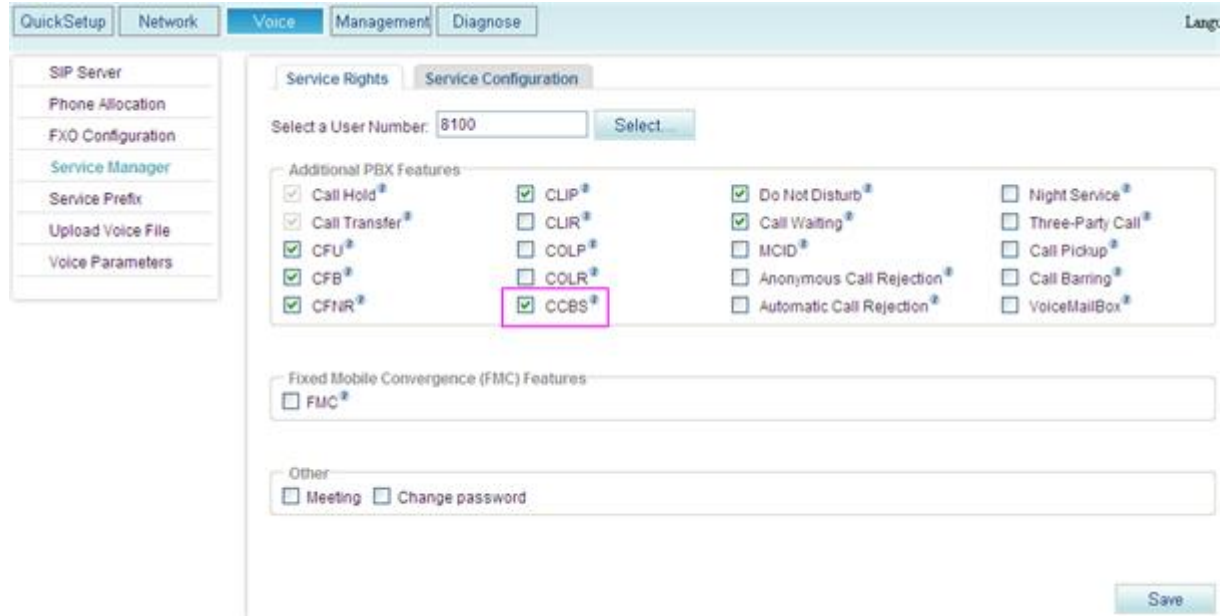 QuickSetup Network Voice Management Diagnose
SIP Server
Phone Allocation
FXO Configuration
Service Manager
Service Prefix
Upload Voice File
Voice Parameters
Service Rights Service Configuration
Select a User Number: 8100 Select...
Additional PBX Features
Call Hold CLIP Do Not Disturb Night Service
Call Transfer CLIR Call Waiting Three-Party Call
CFU COLP MCID Call Pickup
CFB COLR Anonymous Call Rejection Call Barring
CFNR CCBS Automatic Call Rejection VoiceMailBox
Fixed Mobile Convergence (FMC) Features
FMC
Other
Meeting Change password
Save